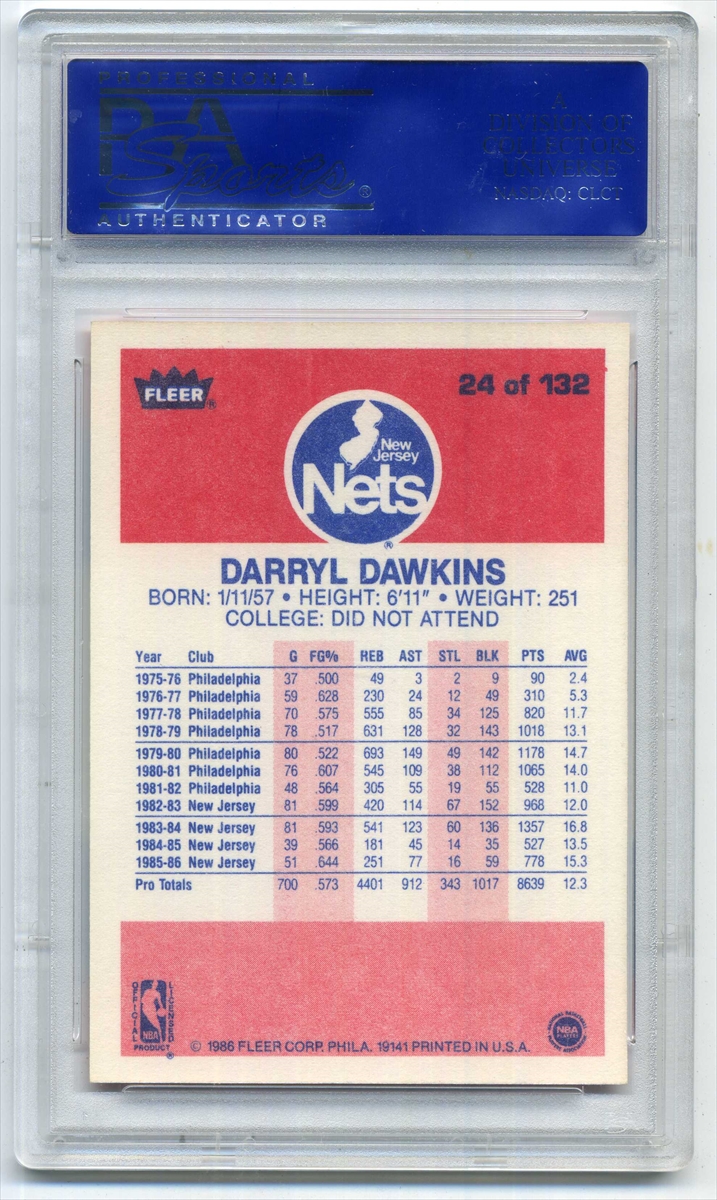 PROFESSIONAL
PSA
Sports ®
AUTHENTICATOR
A
DIVISION OF
COLLECTORS
UNIVERSE
NASDAQ: CLCT
FLEER®
24 of 132
New
Jersey
Nets
®
DARRYL DAWKINS
BORN: 1/11/57 • HEIGHT: 6'11" • WEIGHT: 251
COLLEGE: DID NOT ATTEND
Year Club G FG% REB AST STL BLK PTS AVG
1975-76 Philadelphia 37 .500 49 3 2 9 90 2.4
1976-77 Philadelphia 59 .628 230 24 12 49 310 5.3
1977-78 Philadelphia 70 .575 555 85 34 125 820 11.7
1978-79 Philadelphia 78 .517 631 128 32 143 1018 13.1
1979-80 Philadelphia 80 .522 693 149 49 142 1178 14.7
1980-81 Philadelphia 76 .607 545 109 38 112 1065 14.0
1981-82 Philadelphia 48 .564 305 55 19 55 528 11.0
1982-83 New Jersey 81 .599 420 114 67 152 968 12.0
1983-84 New Jersey 81 .593 541 123 60 136 1357 16.8
1984-85 New Jersey 39 .566 181 45 14 35 527 13.5
1985-86 New Jersey 51 .644 251 77 16 59 778 15.3
Pro Totals 700 .573 4401 912 343 1017 8639 12.3
OFFICIAL LICENSED
NBA
PRODUCT ®
© 1986 FLEER CORP. PHILA. 19141 PRINTED IN U.S.A.
NATIONAL BASKETBALL
NBA
PLAYERS
PLAYERS ASSOCIATION